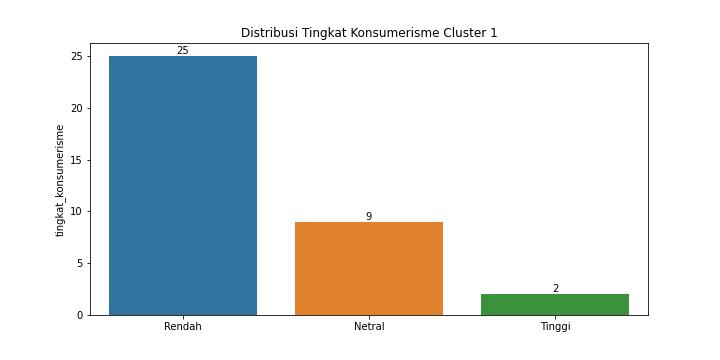 Distribusi Tingkat Konsumerisme Cluster 1
tingkat_konsumerisme
25
20
15
10
5
0
25
9
2
Rendah
Netral
Tinggi